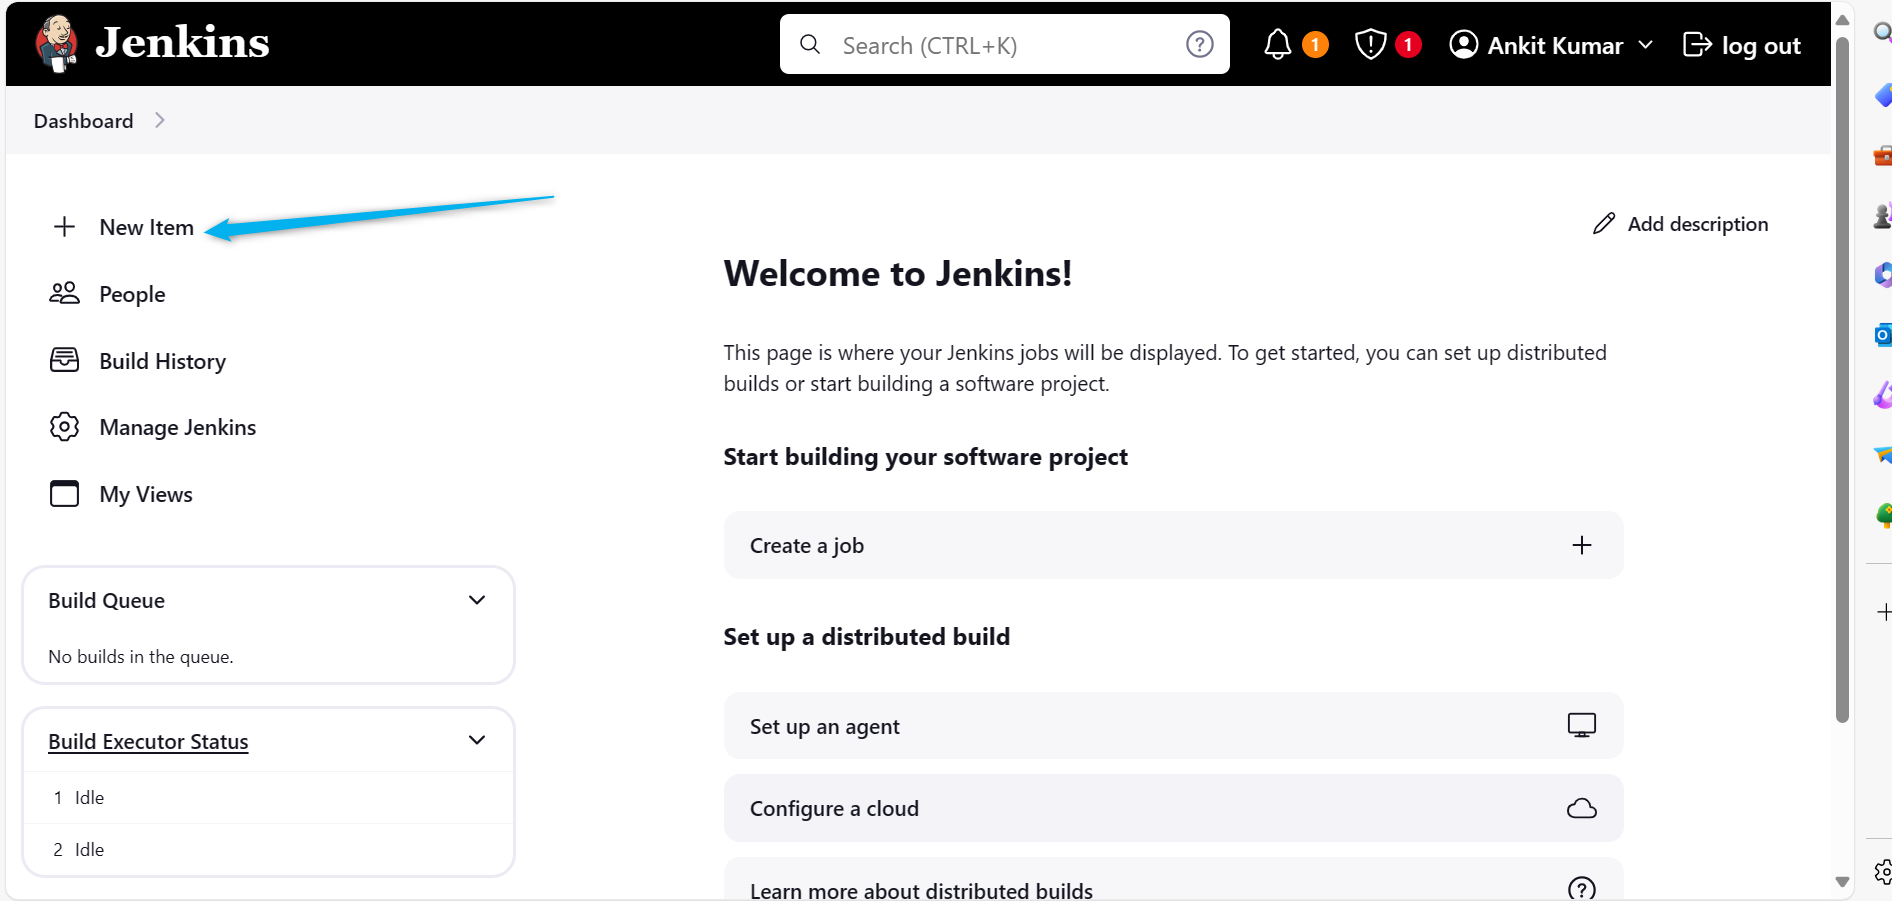 Jenkins
Search (CTRL+K)
1
1
Ankit Kumar
log out
Dashboard
New Item
People
Build History
Manage Jenkins
My Views
Build Queue
No builds in the queue.
Build Executor Status
1 Idle
2 Idle
Add description
Welcome to Jenkins!
This page is where your Jenkins jobs will be displayed. To get started, you can set up distributed
builds or start building a software project.
Start building your software project
Create a job
Set up a distributed build
Set up an agent
Configure a cloud
Learn more about distributed builds